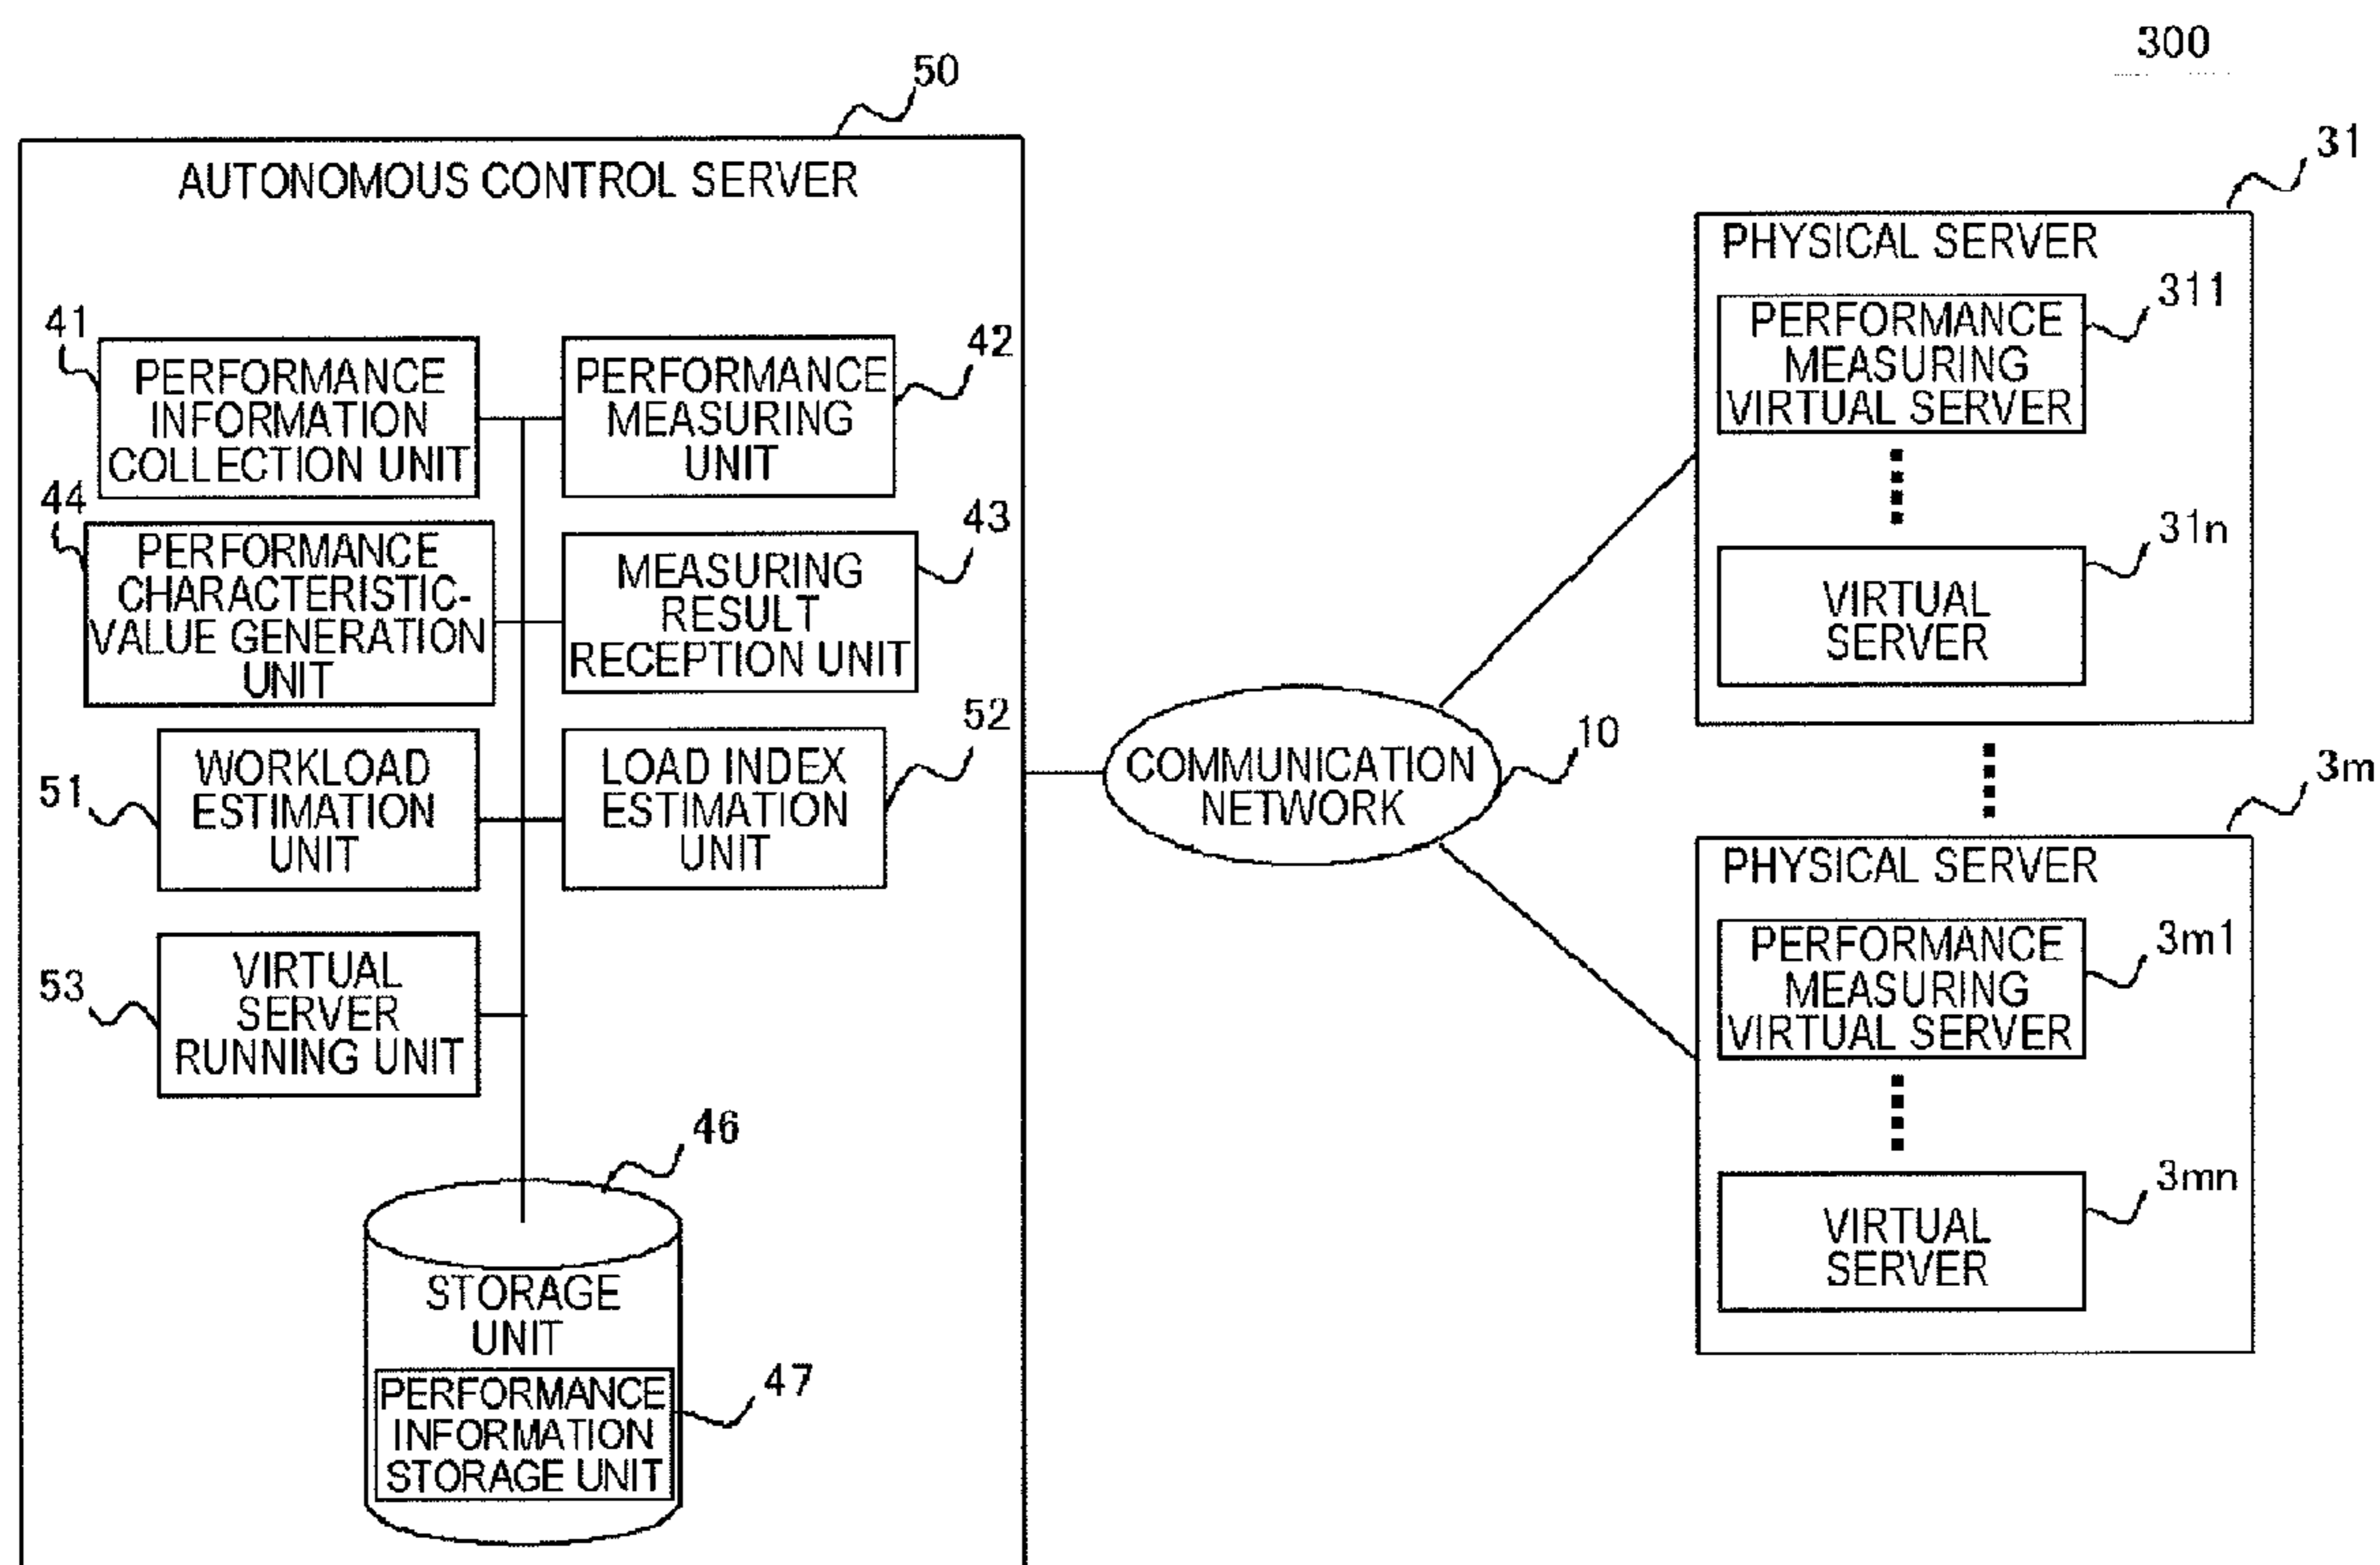 300
50
AUTONOMOUS CONTROL SERVER
41
PERFORMANCE
INFORMATION
COLLECTION UNIT
42
PERFORMANCE
MEASURING
UNIT
44
PERFORMANCE
CHARACTERISTIC-
VALUE GENERATION
UNIT
43
MEASURING
RESULT
RECEPTION UNIT
51
WORKLOAD
ESTIMATION
UNIT
52
LOAD INDEX
ESTIMATION
UNIT
53
VIRTUAL
SERVER
RUNNING UNIT
46
STORAGE
UNIT
47
PERFORMANCE
INFORMATION
STORAGE UNIT
COMMUNICATION
NETWORK
10
31
PHYSICAL SERVER
311
PERFORMANCE
MEASURING
VIRTUAL SERVER
31n
VIRTUAL
SERVER
3m
PHYSICAL SERVER
3m1
PERFORMANCE
MEASURING
VIRTUAL SERVER
3mn
VIRTUAL
SERVER